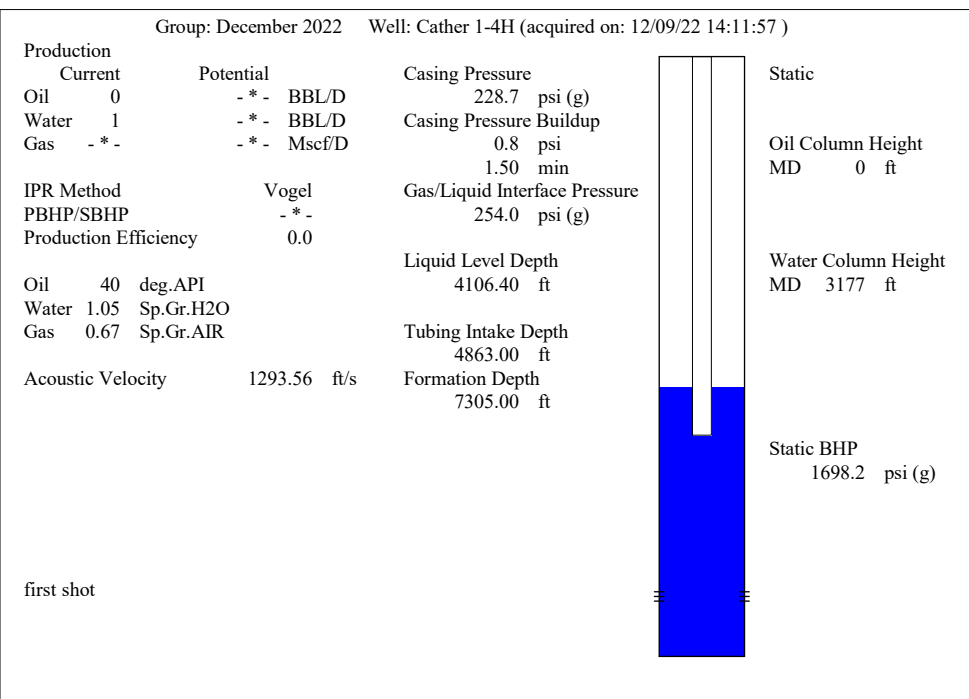 Group: December 2022 Well: Cather 1-4H (acquired on: 12/09/22 14:11:57 )
Production
Current Potential
Oil 0 - * - BBL/D
Water 1 - * - BBL/D
Gas - * - - * - Mscf/D
IPR Method Vogel
PBHP/SBHP - * -
Production Efficiency 0.0
Oil 40 deg.API
Water 1.05 Sp.Gr.H2O
Gas 0.67 Sp.Gr.AIR
Acoustic Velocity 1293.56 ft/s
Casing Pressure
228.7 psi (g)
Casing Pressure Buildup
0.8 psi
1.50 min
Gas/Liquid Interface Pressure
254.0 psi (g)
Liquid Level Depth
4106.40 ft
Tubing Intake Depth
4863.00 ft
Formation Depth
7305.00 ft
Static
Oil Column Height
MD 0 ft
Water Column Height
MD 3177 ft
Static BHP
1698.2 psi (g)
first shot